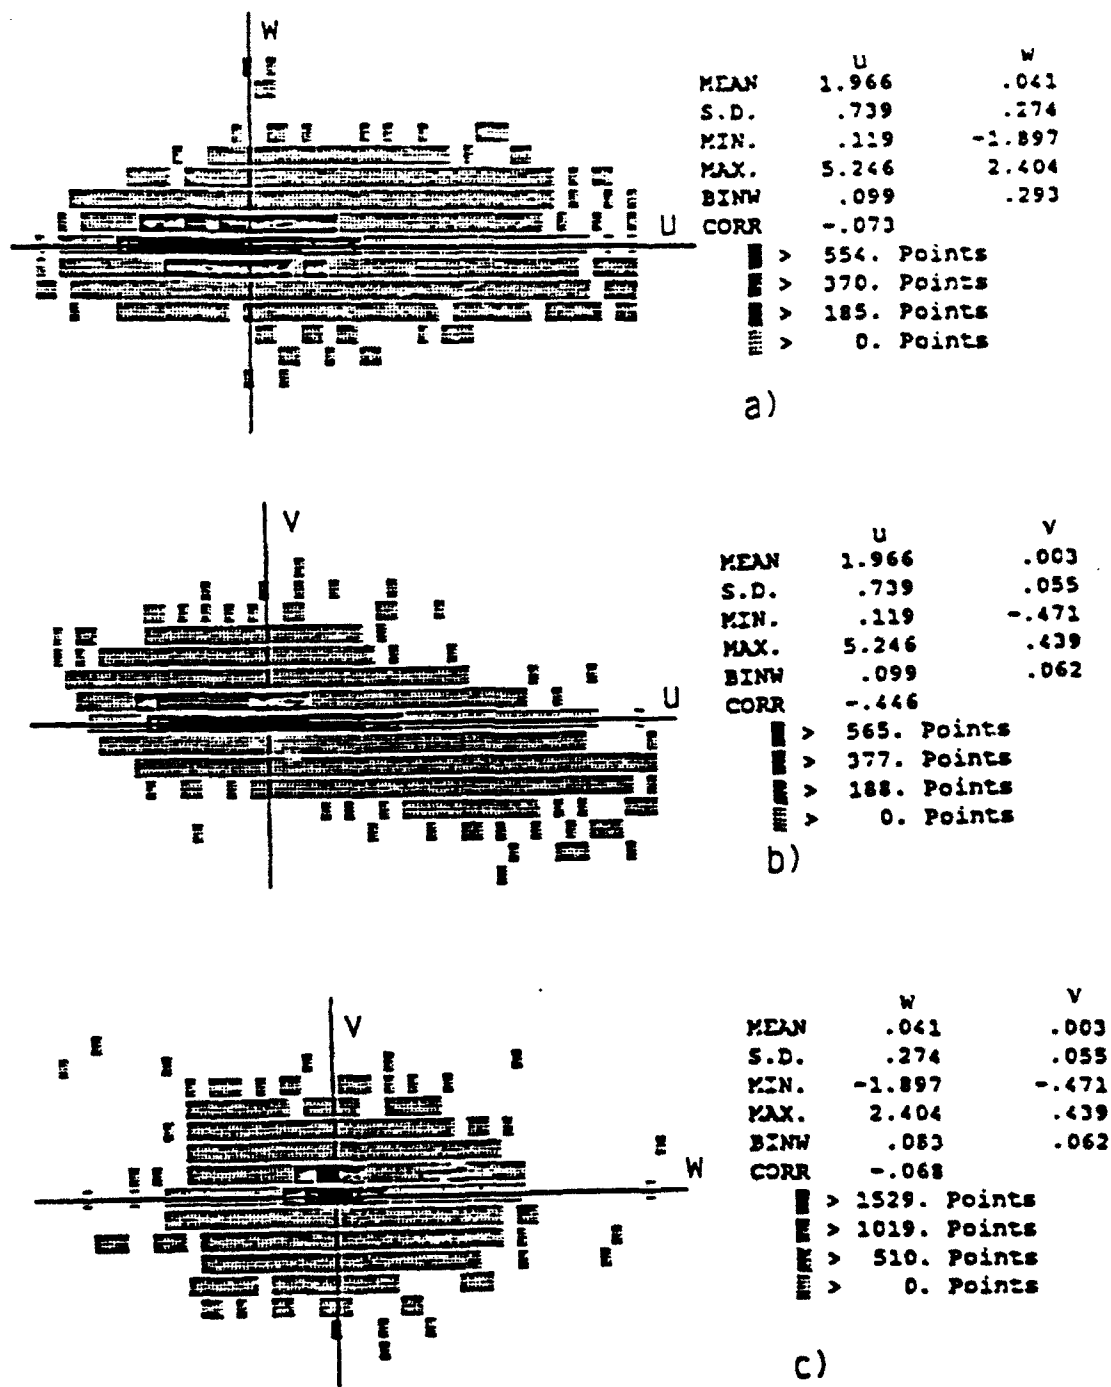 W
U
u w
MEAN 1.966 .041
S.D. .739 .274
MIN. .119 -1.897
MAX. 5.246 2.404
BINW .099 .293
CORR -.073
> 554. Points
> 370. Points
> 185. Points
> 0. Points
a)
V
U
u v
MEAN 1.966 .003
S.D. .739 .055
MIN. .119 -.471
MAX. 5.246 .439
BINW .099 .062
CORR -.446
> 565. Points
> 377. Points
> 188. Points
> 0. Points
b)
V
W
w v
MEAN .041 .003
S.D. .274 .055
MIN. -1.897 -.471
MAX. 2.404 .439
BINW .083 .062
CORR -.068
> 1529. Points
> 1019. Points
> 510. Points
> 0. Points
c)